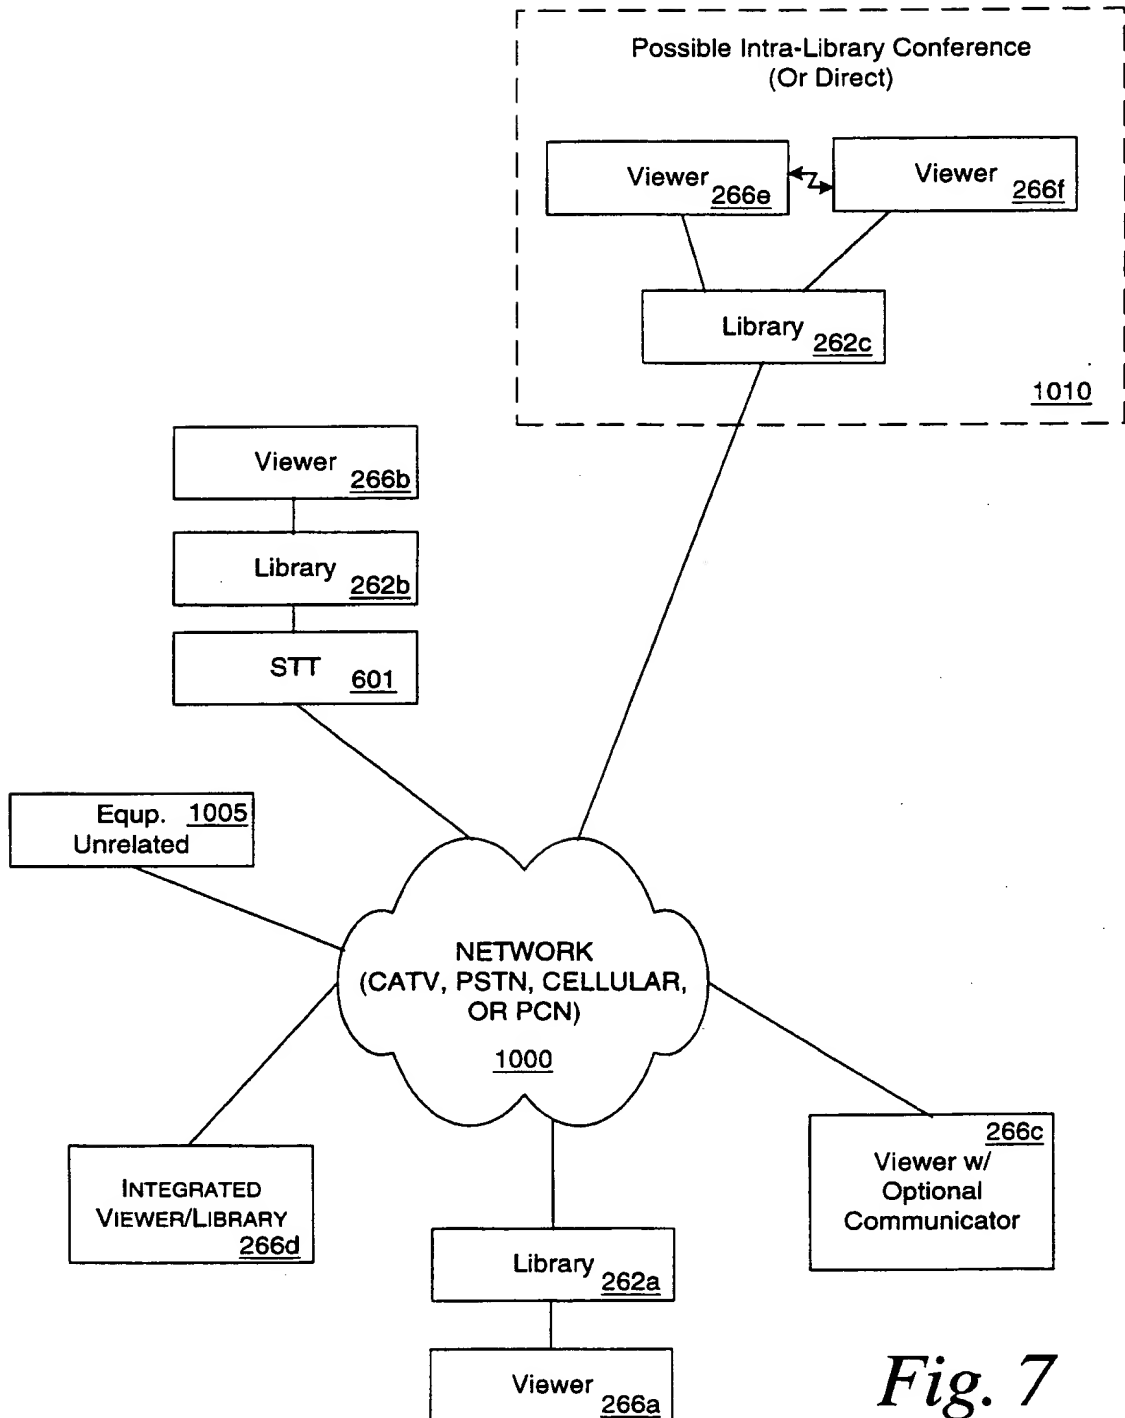 Possible Intra-Library Conference
(Or Direct)
Viewer
266e
Viewer
266f
Library
262c
1010
Viewer
266b
Library
262b
STT
601
Equp. 1005
Unrelated
NETWORK
(CATV, PSTN, CELLULAR,
OR PCN)
1000
266c
Viewer w/
Optional
Communicator
INTEGRATED
VIEWER/LIBRARY
266d
Library
262a
Viewer
266a
Fig. 7